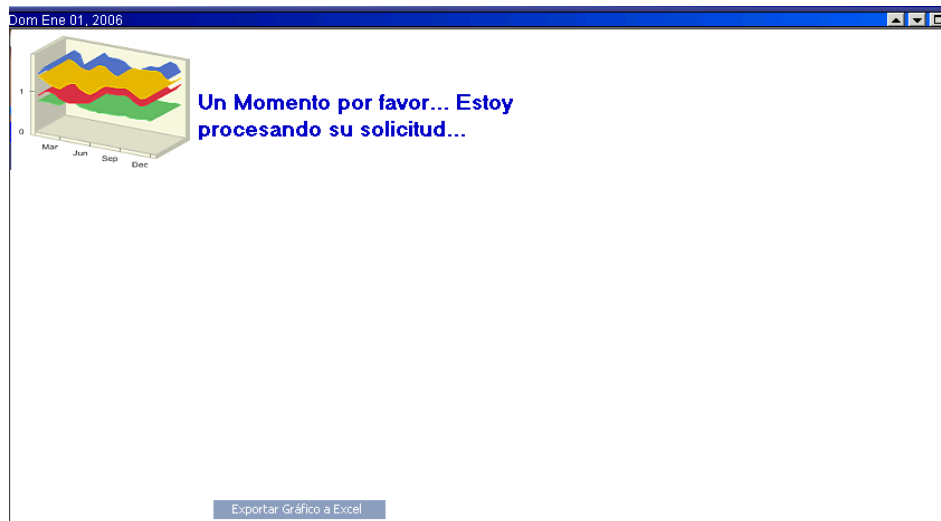 Dom Ene 01, 2006
1
0
Mar
Jun
Sep
Dec
Un Momento por favor... Estoy
procesando su solicitud...
Exportar Gráfico a Excel